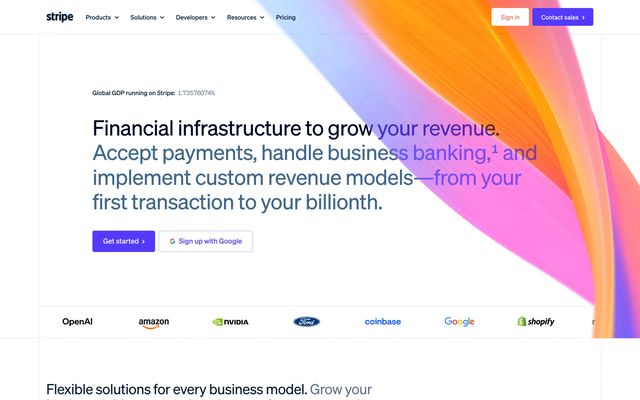 stripe Products Solutions Developers Resources Pricing Sign in Contact sales
Global GDP running on Stripe: 1.73576074%
Financial infrastructure to grow your revenue.
Accept payments, handle business banking,¹ and
implement custom revenue models—from your
first transaction to your billionth.
Get started Sign up with Google
OpenAI amazon NVIDIA Ford coinbase Google shopify
Flexible solutions for every business model. Grow your